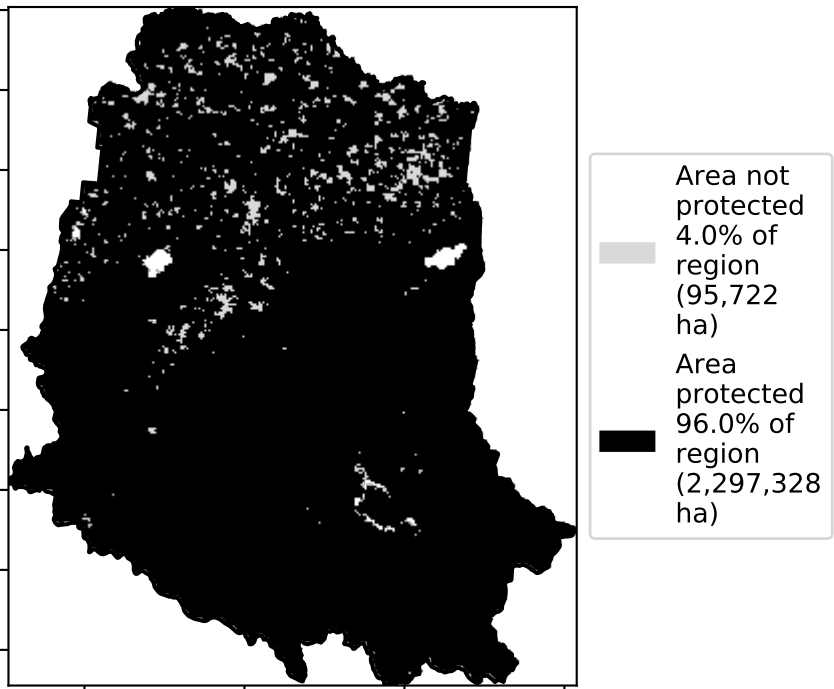 Area not
protected
4.0% of
region
(95,722
ha)
Area
protected
96.0% of
region
(2,297,328
ha)